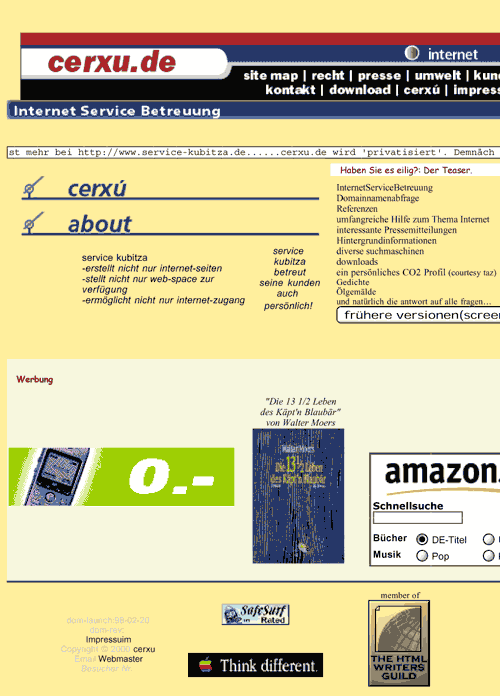 cerxu.de
internet
site map | recht | presse | umwelt | kun
kontakt | download | cerxú | impress
Internet Service Betreuung
st mehr bei http://www.service-kubitza.de......cerxu.de wird 'privatisiert'. Demnäch
Haben Sie es eilig?: Der Teaser.
cerxú
about
service kubitza
-erstellt nicht nur internet-seiten
-stellt nicht nur web-space zur
verfügung
-ermöglicht nicht nur internet-zugang
service
kubitza
betreut
seine kunden
auch
persönlich!
InternetServiceBetreuung
Domainnamenabfrage
Referenzen
umfangreiche Hilfe zum Thema Internet
interessante Pressemitteilungen
Hintergrundinformationen
diverse suchmaschinen
downloads
ein persönliches CO2 Profil (courtesy taz)
Gedichte
Ölgemälde
und natürlich die antwort auf alle fragen...
frühere versionen(screen
Werbung
"Die 13 1/2 Leben
des Käpt'n Blaubär"
von Walter Moers
Walter Moers
Die 13 1/2 Leben
des Käpt'n Blaubär
0.-
amazon.
Schnellsuche
Bücher
DE-Titel
Musik
Pop
dom-launch 98-02-20
dom-rev:
Impressuim
Copyright © 2000 cerxu
Email Webmaster
Besucher Nr.
SafeSurf
Rated
Think different.
member of
THE HTML
WRITERS
GUILD